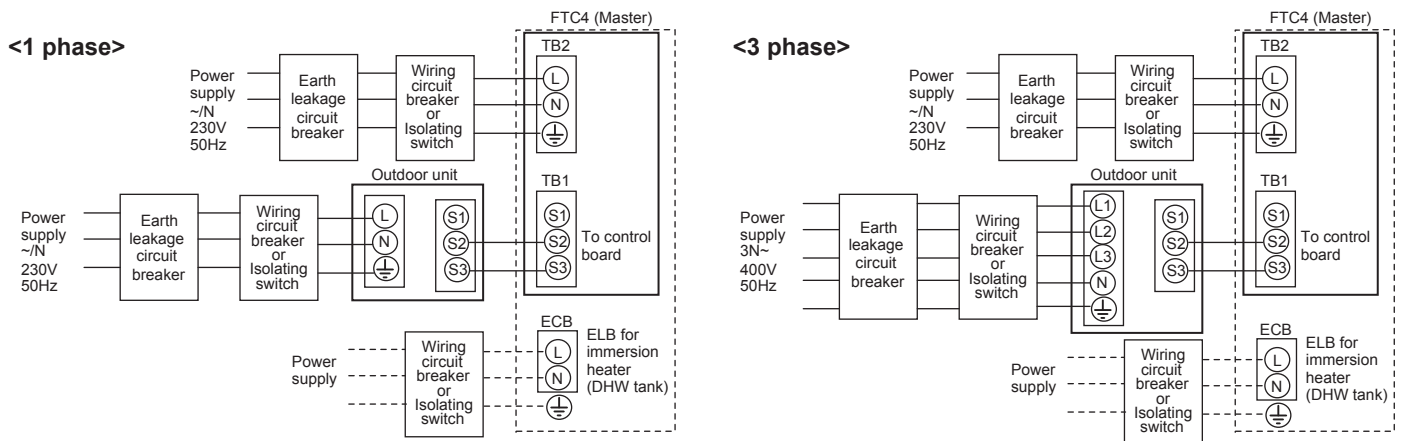 <1 phase>
FTC4 (Master)
TB2
Power
supply
~/N
230V
50Hz
Earth
leakage
circuit
breaker
Wiring
circuit
breaker
or
Isolating
switch
L
N
Outdoor unit
TB1
Power
supply
~/N
230V
50Hz
Earth
leakage
circuit
breaker
Wiring
circuit
breaker
or
Isolating
switch
L
N
S1
S2
S3
S1
S2
S3
To control
board
Power
supply
Wiring
circuit
breaker
or
Isolating
switch
ECB
L
N
ELB for
immersion
heater
(DHW tank)
<3 phase>
FTC4 (Master)
TB2
Power
supply
~/N
230V
50Hz
Earth
leakage
circuit
breaker
Wiring
circuit
breaker
or
Isolating
switch
L
N
Outdoor unit
TB1
Power
supply
3N~
400V
50Hz
Earth
leakage
circuit
breaker
Wiring
circuit
breaker
or
Isolating
switch
L1
L2
L3
N
S1
S2
S3
S1
S2
S3
To control
board
Power
supply
Wiring
circuit
breaker
or
Isolating
switch
ECB
L
N
ELB for
immersion
heater
(DHW tank)